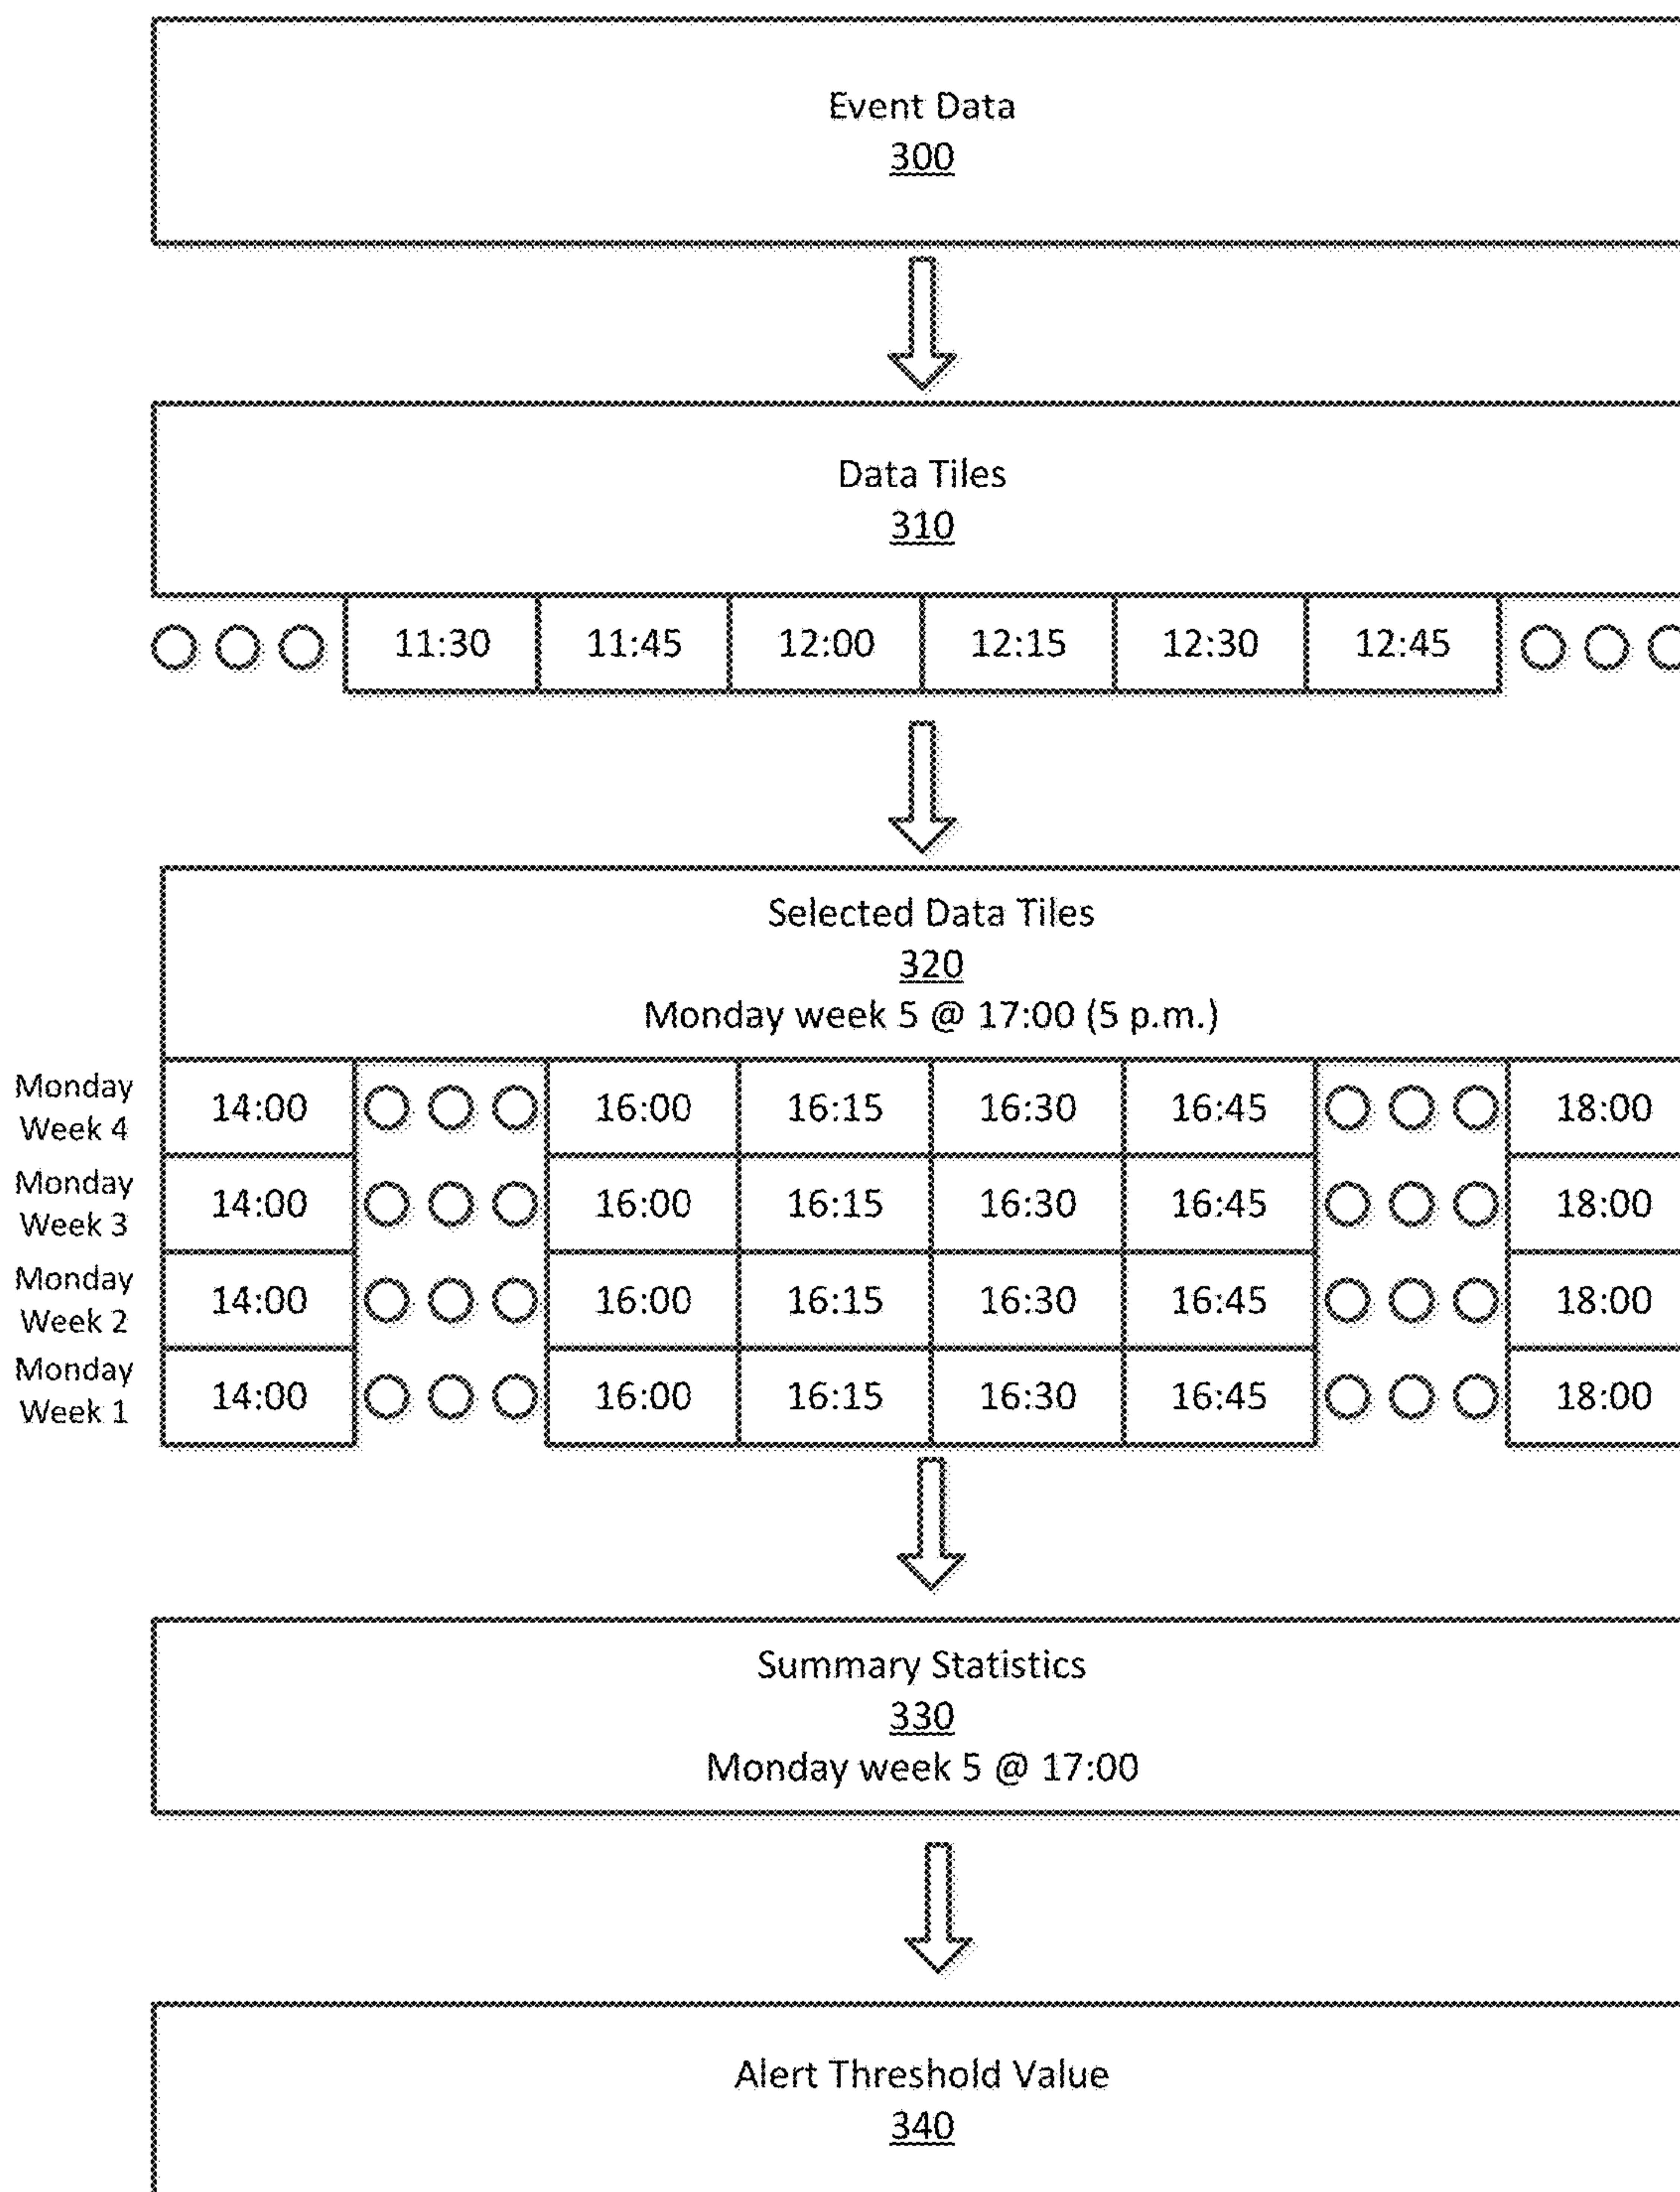 Event Data
300
Data Tiles
310
11:30 11:45 12:00 12:15 12:30 12:45
Selected Data Tiles
320
Monday week 5 @ 17:00 (5 p.m.)
Monday
Week 4
14:00 16:00 16:15 16:30 16:45 18:00
Monday
Week 3
14:00 16:00 16:15 16:30 16:45 18:00
Monday
Week 2
14:00 16:00 16:15 16:30 16:45 18:00
Monday
Week 1
14:00 16:00 16:15 16:30 16:45 18:00
Summary Statistics
330
Monday week 5 @ 17:00
Alert Threshold Value
340